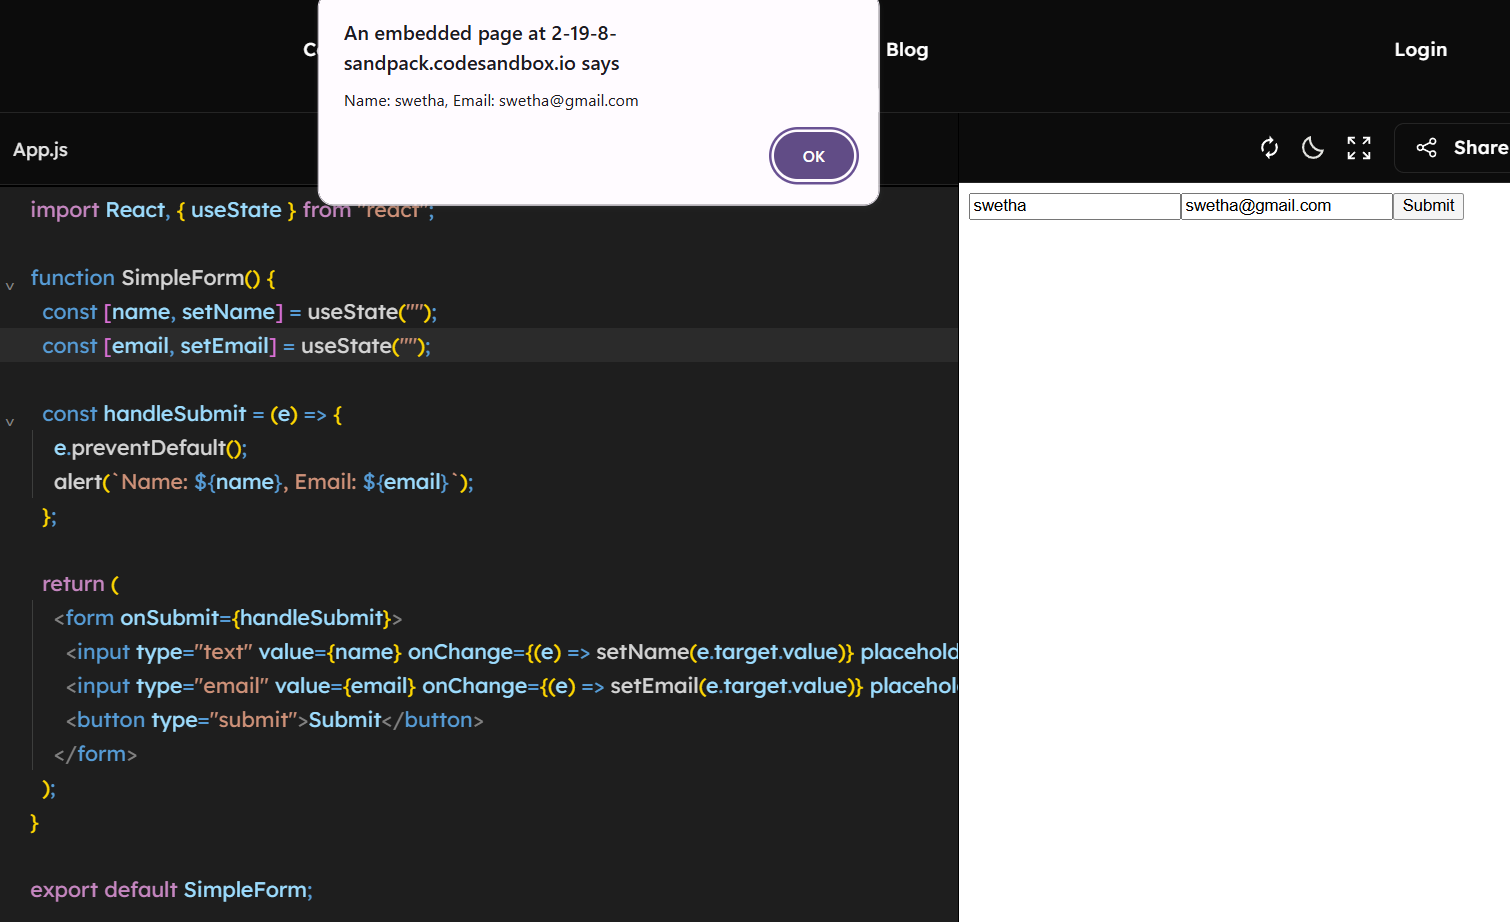 An embedded page at 2-19-8-
sandpack.codesandbox.io says
Name: swetha, Email: swetha@gmail.com
OK
Blog
Login
App.js
Share
import React, { useState } from "react";
function SimpleForm() {
const [name, setName] = useState("");
const [email, setEmail] = useState("");
const handleSubmit = (e) => {
e.preventDefault();
alert(`Name: ${name}, Email: ${email}`);
};
return (
<form onSubmit={handleSubmit}>
<input type="text" value={name} onChange={(e) => setName(e.target.value)} placehold
<input type="email" value={email} onChange={(e) => setEmail(e.target.value)} placehol
<button type="submit">Submit</button>
</form>
);
}
export default SimpleForm;
swetha
swetha@gmail.com
Submit